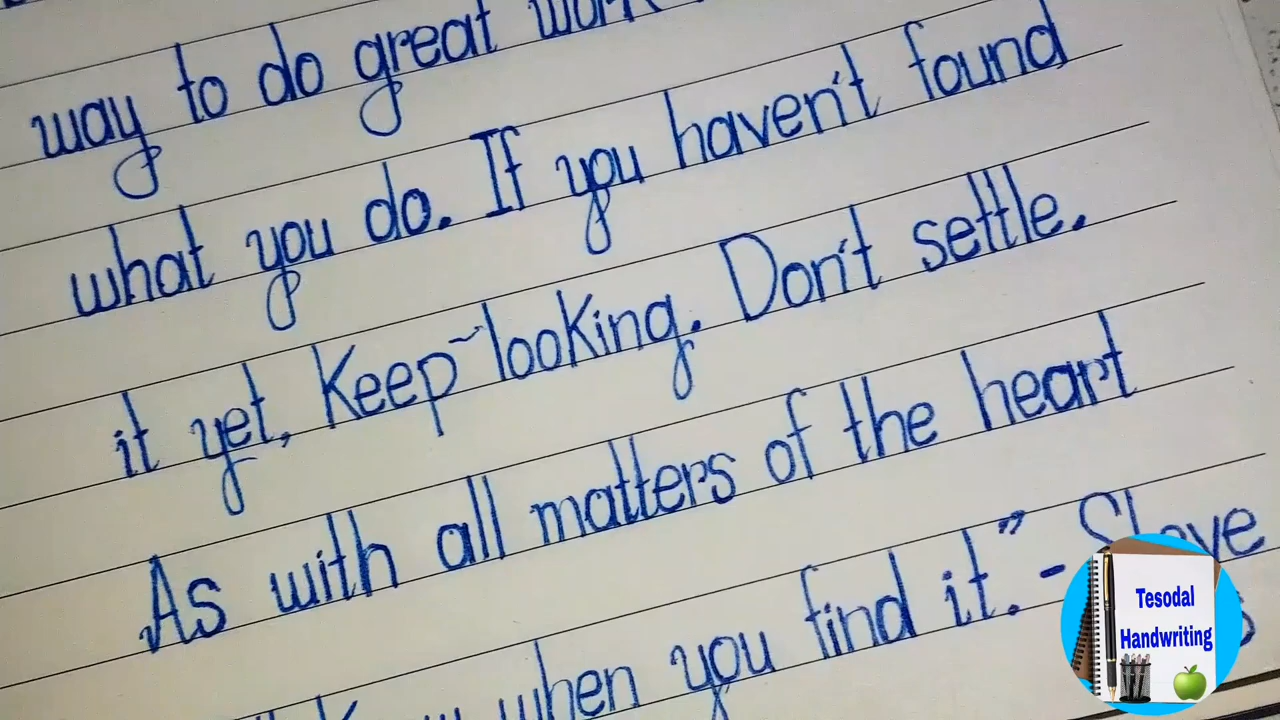 way to do great work
what you do. If you haven't found
it yet, Keep looking. Don't settle.
As with all matters of the heart
when you find it." - Steve
Tesodal
Handwriting